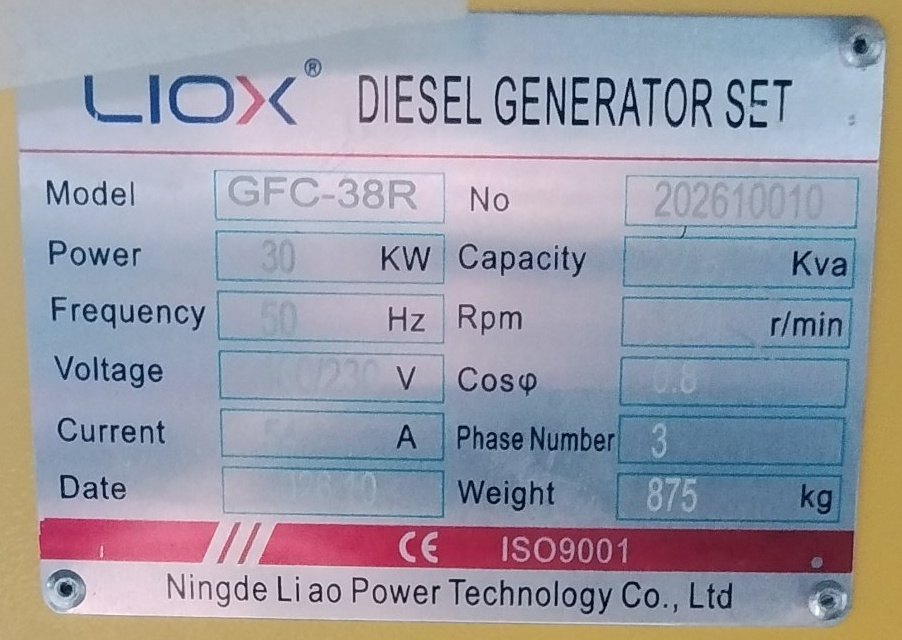 LIOX® DIESEL GENERATOR SET
Model GFC-38R No 202610010
Power 30 KW Capacity Kva
Frequency 50 Hz Rpm r/min
Voltage /230 V Cosφ 0.8
Current A Phase Number 3
Date Weight 875 kg
CE ISO9001
Ningde Li ao Power Technology Co., Ltd